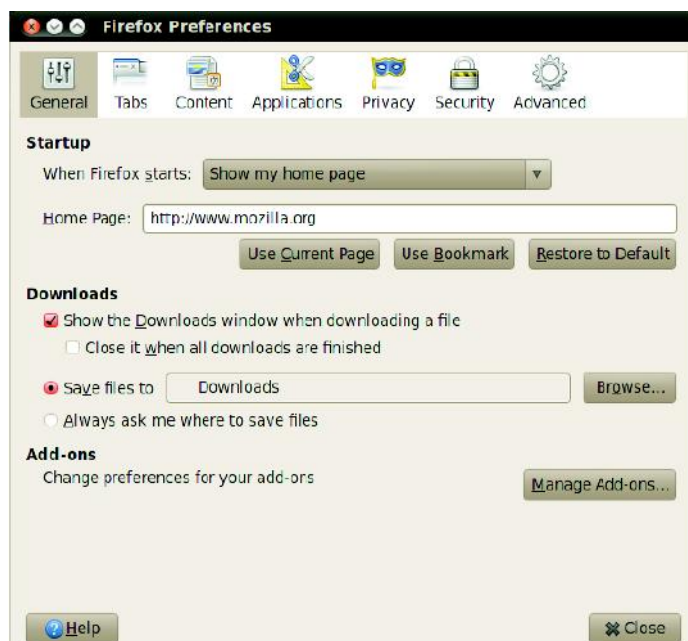 Firefox Preferences
General Tabs Content Applications Privacy Security Advanced
Startup
When Firefox starts: Show my home page
Home Page: http://www.mozilla.org
Use Current Page Use Bookmark Restore to Default
Downloads
Show the Downloads window when downloading a file
Close it when all downloads are finished
Save files to Downloads Browse...
Always ask me where to save files
Add-ons
Change preferences for your add-ons
Manage Add-ons...
Help Close